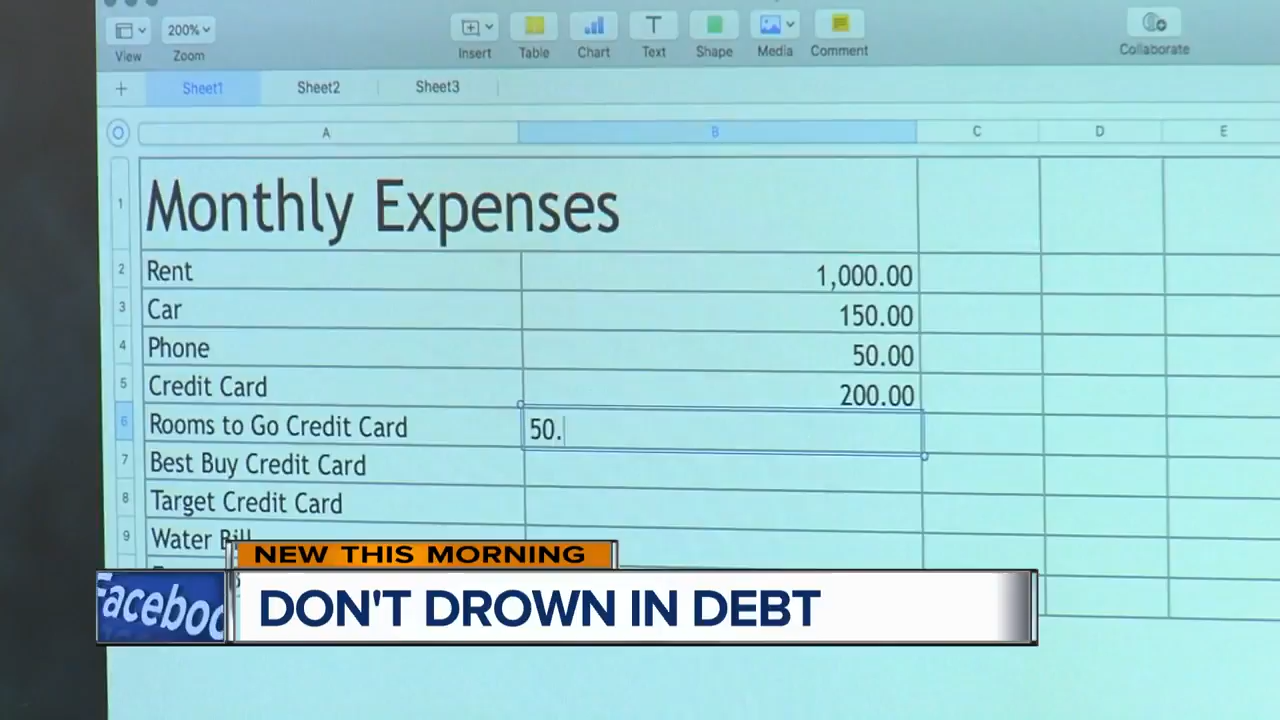 200%
View
Zoom
Insert
Table
Chart
T
Text
Shape
Media
Comment
Collaborate
+
Sheet1
Sheet2
Sheet3
A
B
C
D
E
1
Monthly Expenses
2
Rent
1,000.00
3
Car
150.00
4
Phone
50.00
5
Credit Card
200.00
6
Rooms to Go Credit Card
50.
7
Best Buy Credit Card
8
Target Credit Card
9
Water Bill
NEW THIS MORNING
Faceboo
DON'T DROWN IN DEBT